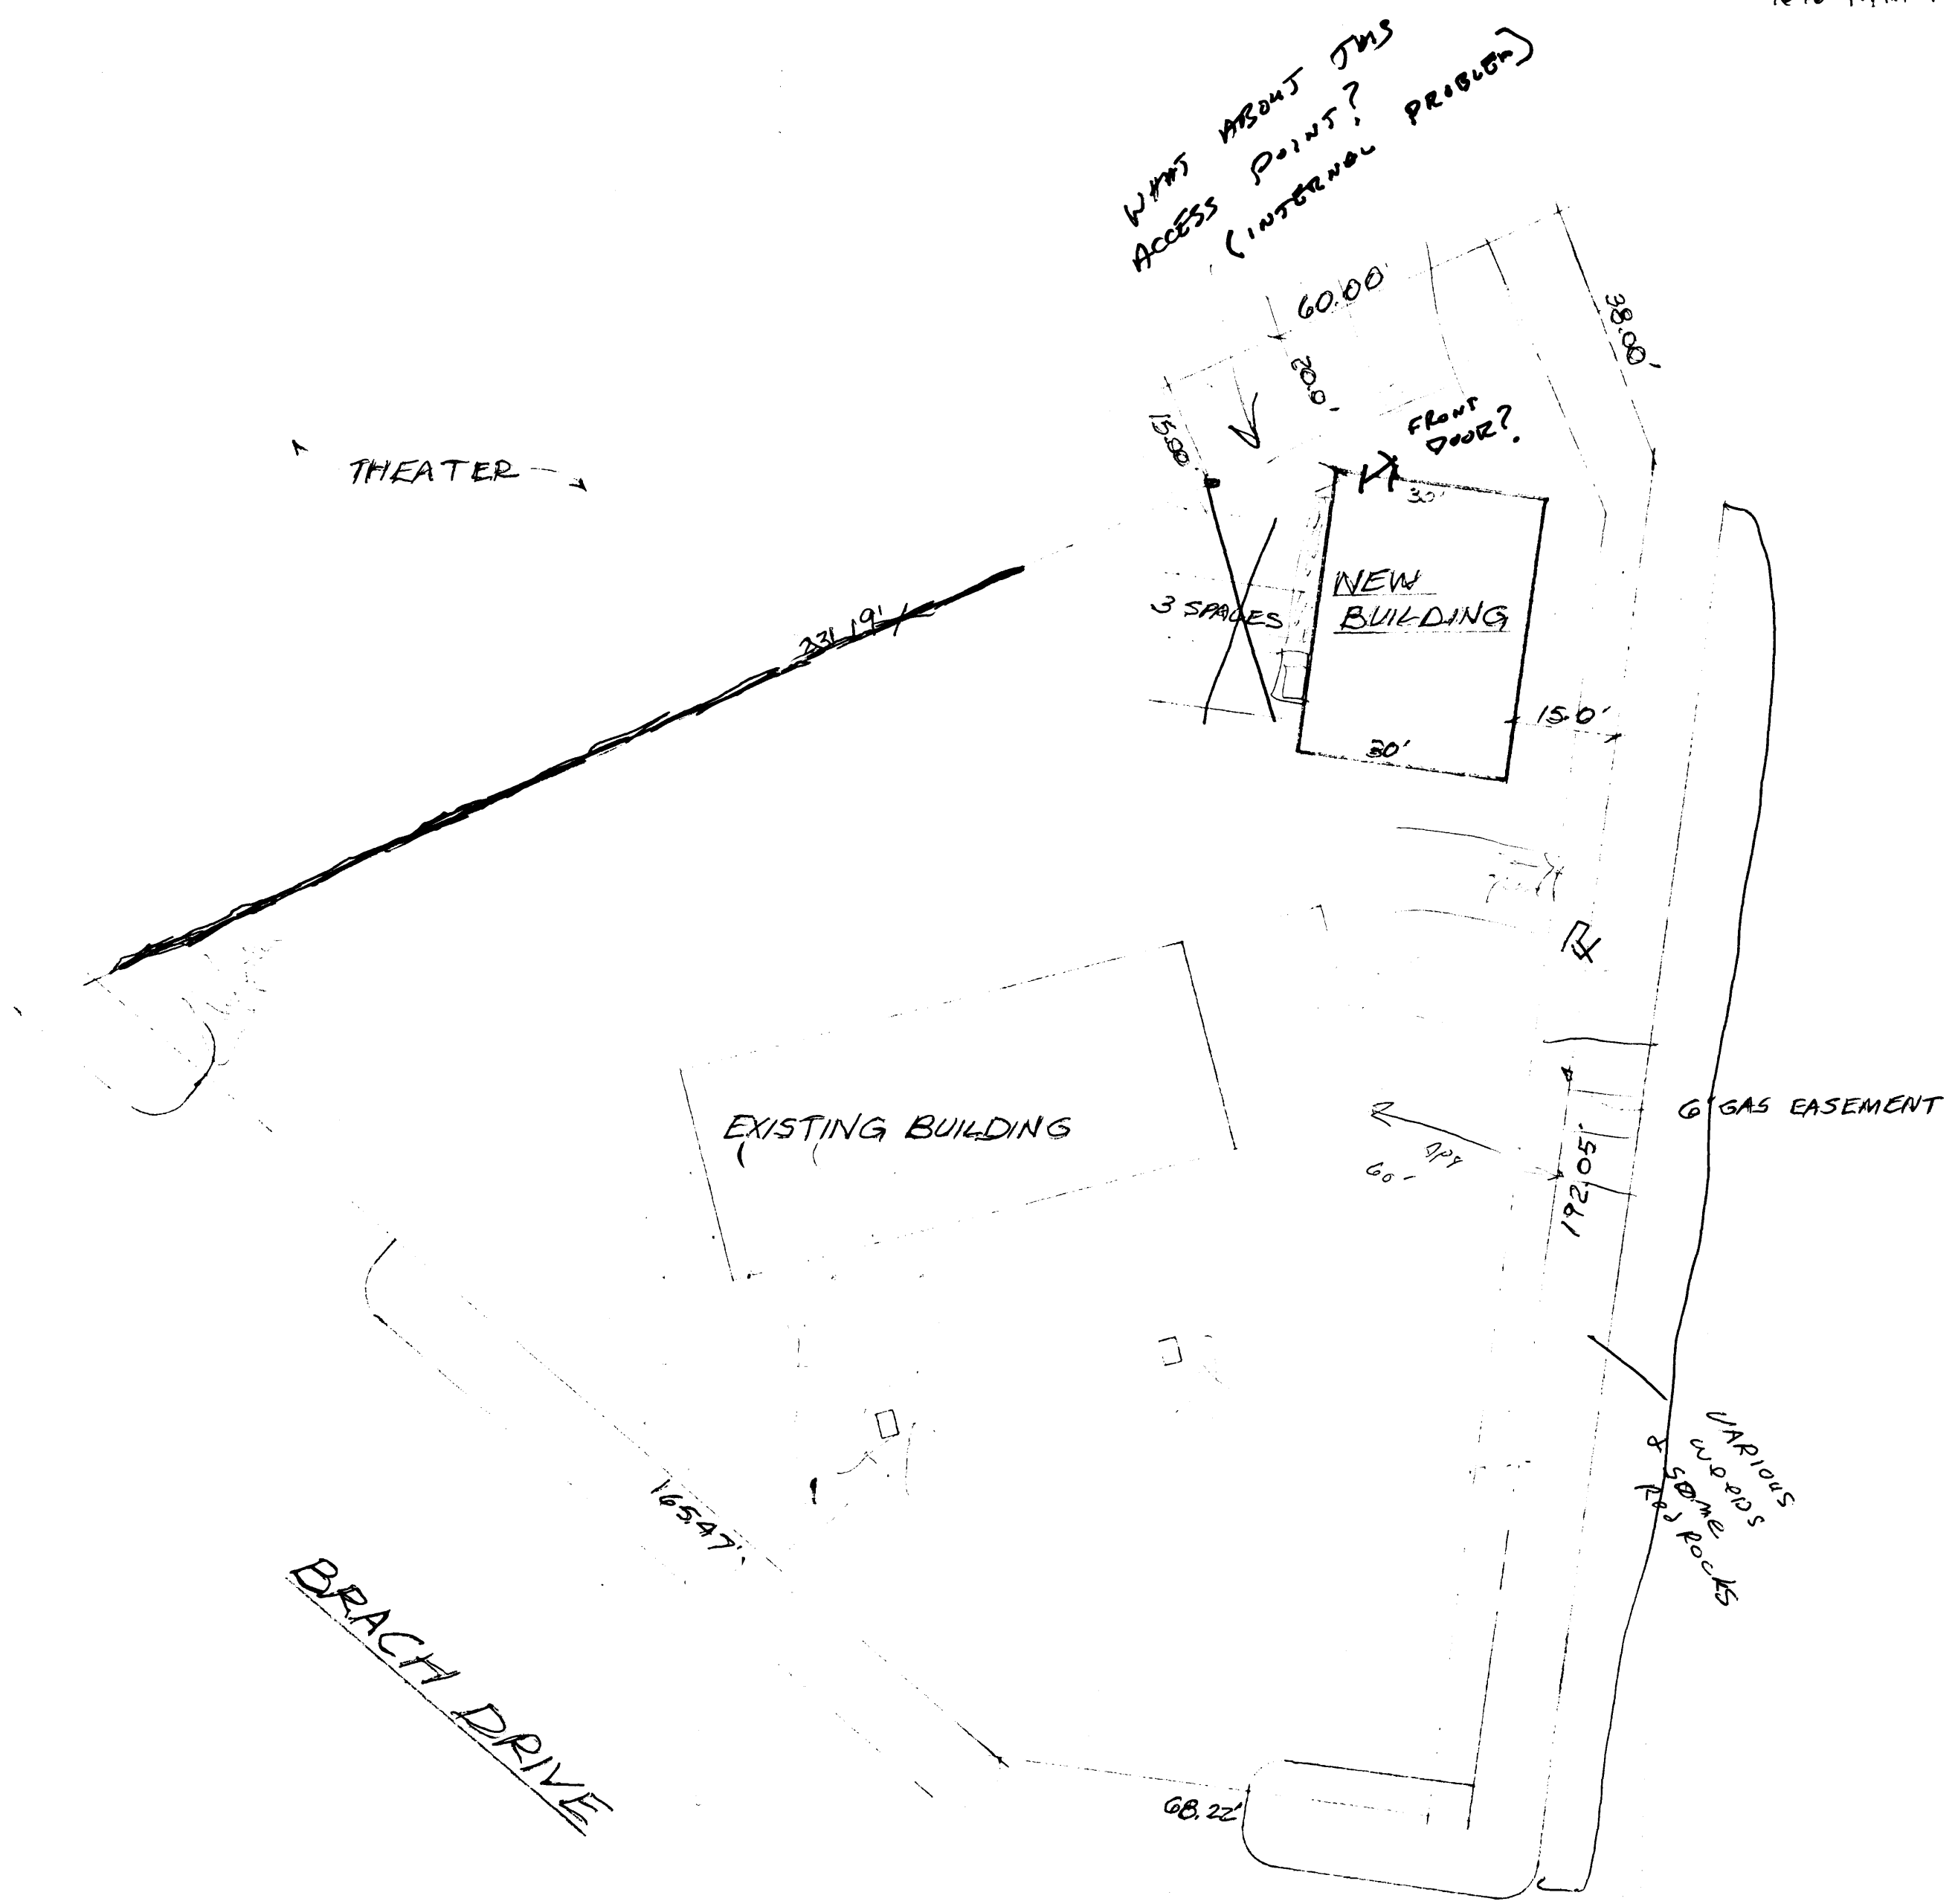 WHAT ABOUT THIS
ACCESS POINT?
(INTERNAL PROBLEM)
60.00'
38.00'
20.0'
15.00'
FRONT
DOOR?
THEATER
30'
NEW
BUILDING
3 SPACES
231.19'
15.0'
30'
EXISTING BUILDING
6' GAS EASEMENT
192.05'
VARIOUS
WEEDS
& SOME
Red ROCKS
165.47'
BRACH DRIVE
68.22'